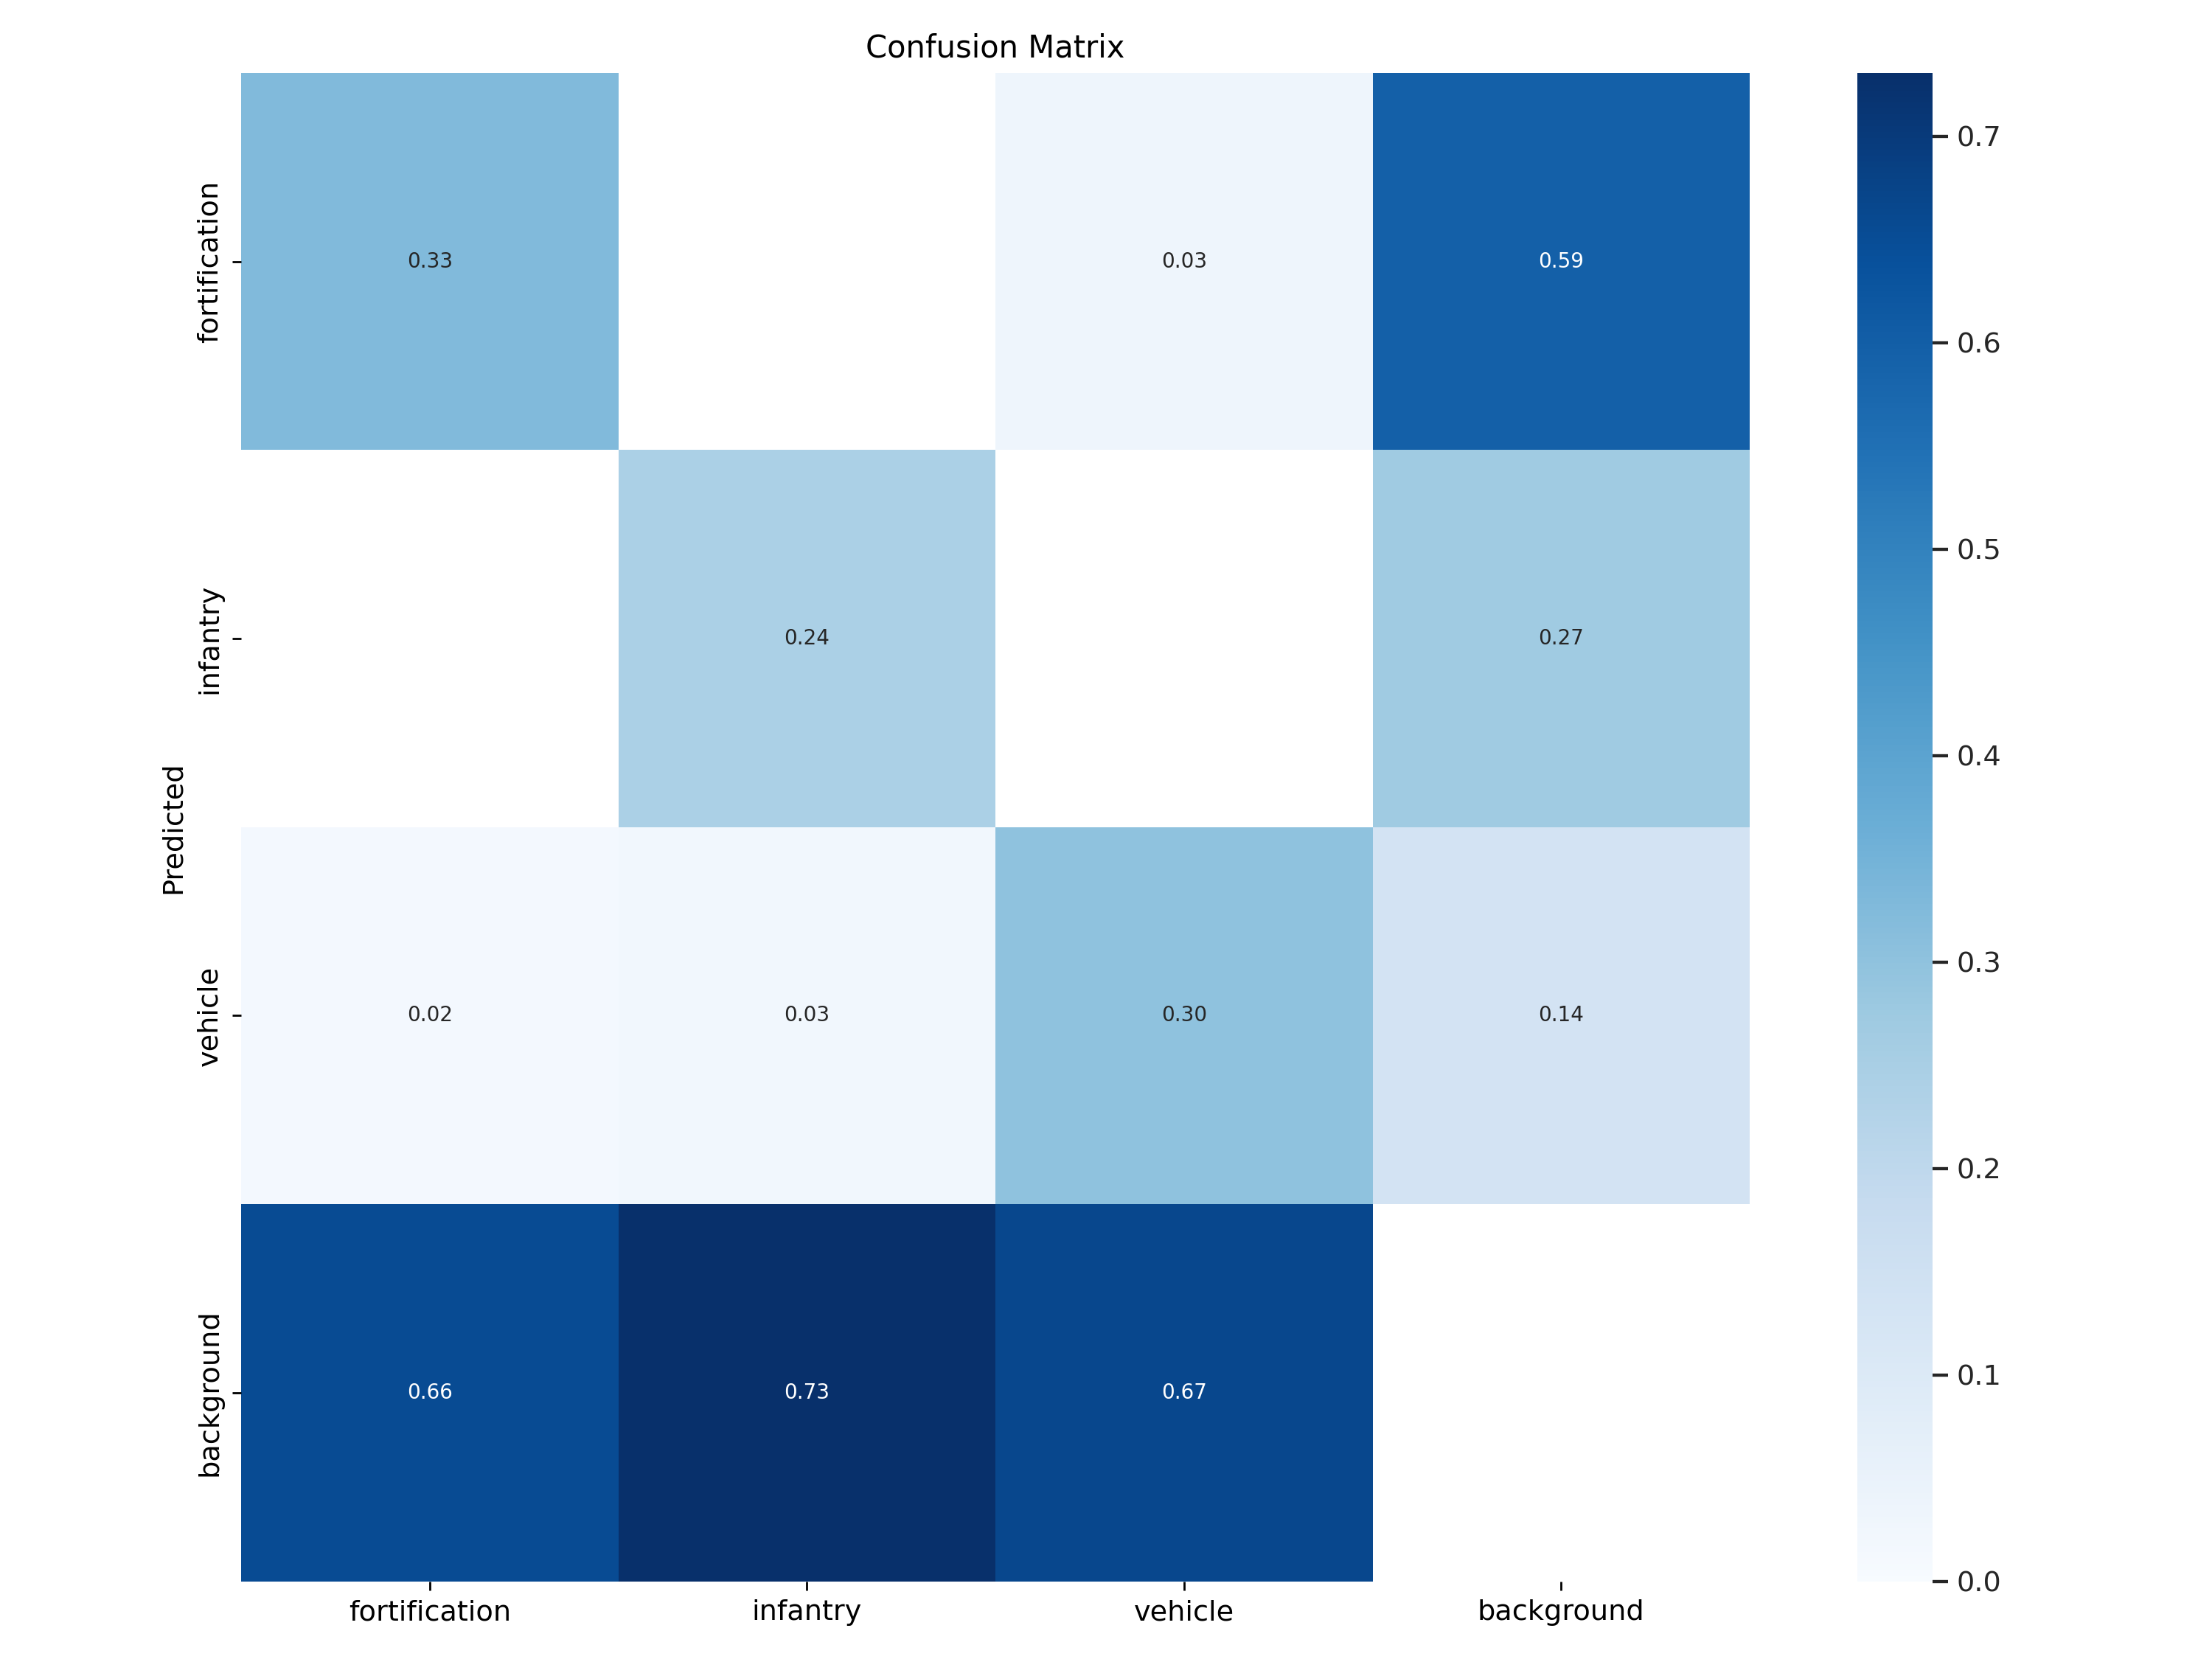 Confusion Matrix
fortification
0.33
0.03
0.59
infantry
0.24
0.27
vehicle
0.02
0.03
0.30
0.14
background
0.66
0.73
0.67
Predicted
fortification
infantry
vehicle
background
0.7
0.6
0.5
0.4
0.3
0.2
0.1
0.0